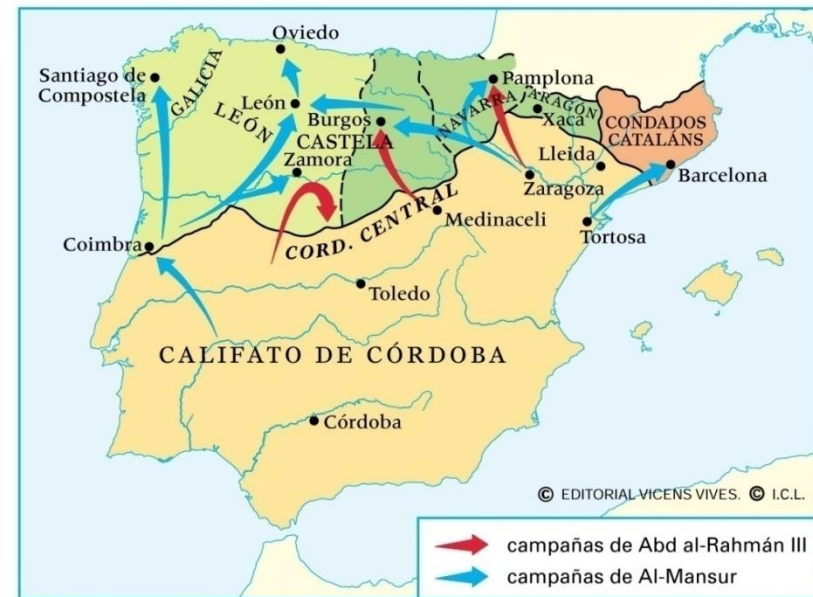 Oviedo
Santiago de
Compostela
GALICIA
LEÓN
León
Burgos
CASTELA
Zamora
Pamplona
NAVARRA
ARAGÓN
Xaca
CONDADOS
CATALÁNS
Lleida
Zaragoza
Barcelona
Coimbra
CORD. CENTRAL
Medinaceli
Tortosa
Toledo
CALIFATO DE CÓRDOBA
Córdoba
© EDITORIAL VICENS VIVES. © I.C.L.
campañas de Abd al-Rahmán III
campañas de Al-Mansur